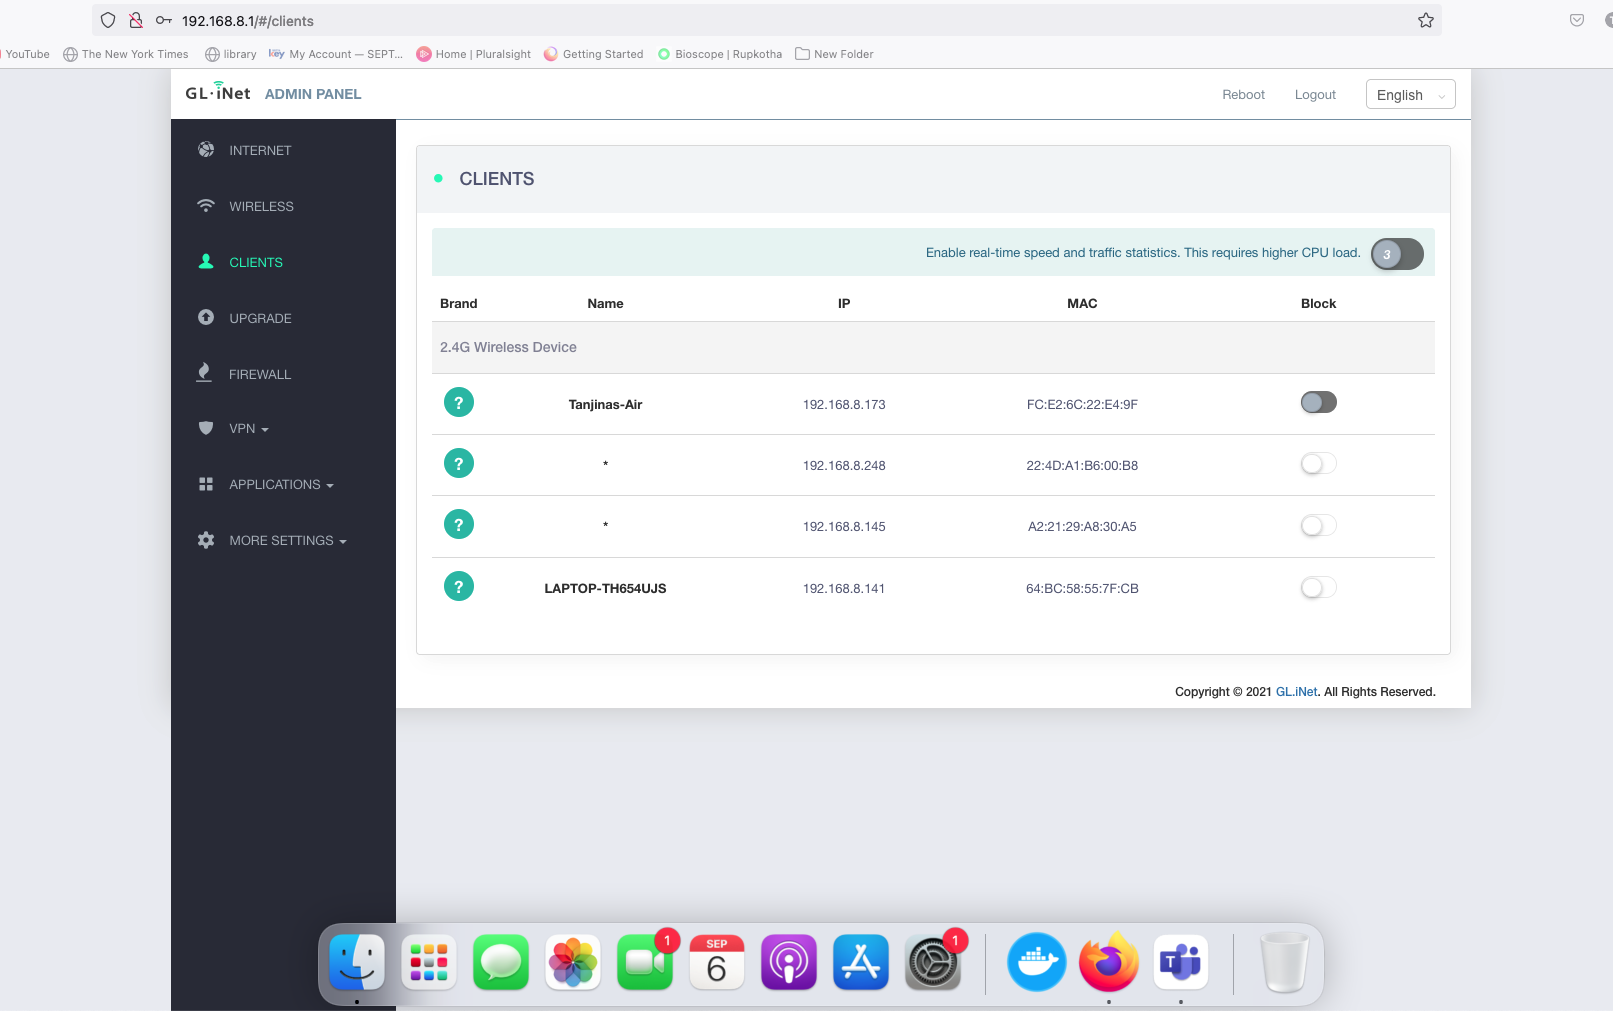 192.168.8.1/#/clients
YouTube The New York Times library key My Account — SEPT... Home | Pluralsight Getting Started Bioscope | Rupkotha New Folder
GL·iNet ADMIN PANEL Reboot Logout English
INTERNET
WIRELESS
CLIENTS
UPGRADE
FIREWALL
VPN
APPLICATIONS
MORE SETTINGS
CLIENTS
Enable real-time speed and traffic statistics. This requires higher CPU load. 3
Brand Name IP MAC Block
2.4G Wireless Device
? Tanjinas-Air 192.168.8.173 FC:E2:6C:22:E4:9F
? * 192.168.8.248 22:4D:A1:B6:00:B8
? * 192.168.8.145 A2:21:29:A8:30:A5
? LAPTOP-TH654UJS 192.168.8.141 64:BC:58:55:7F:CB
Copyright © 2021 GL.iNet. All Rights Reserved.
1 SEP 1
6 T